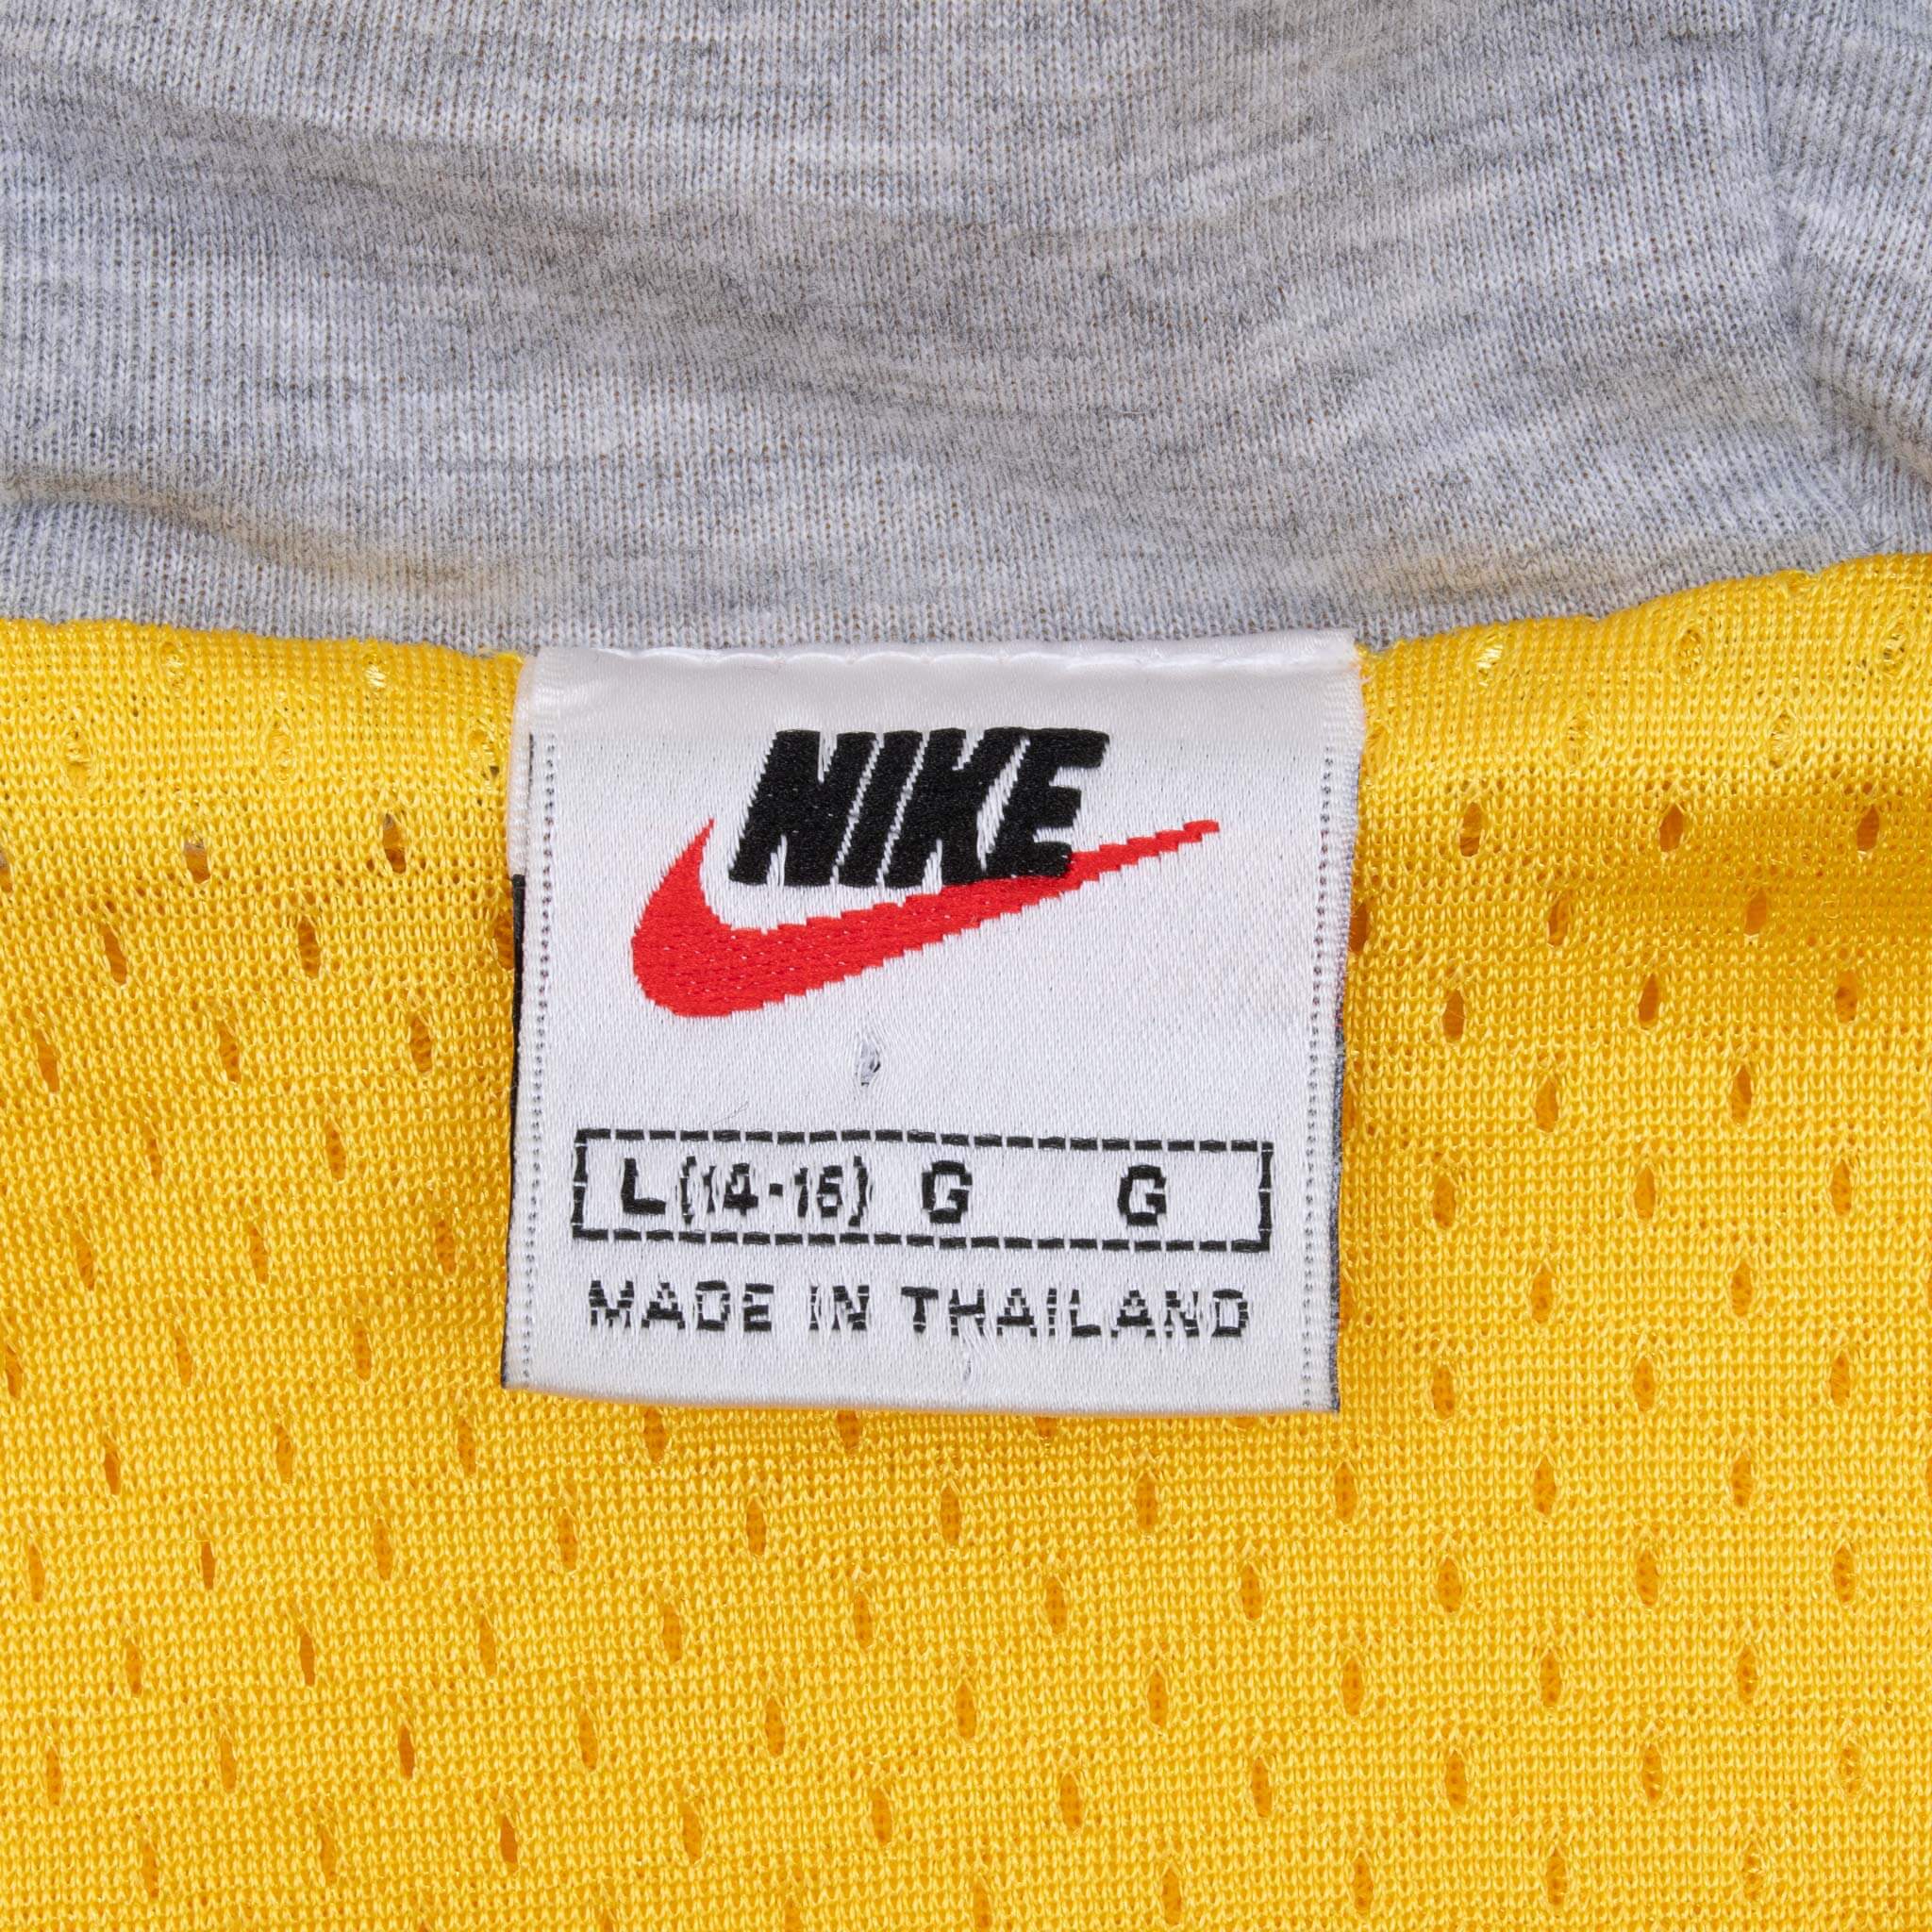 NIKE
L(14-16) G G
MADE IN THAILAND